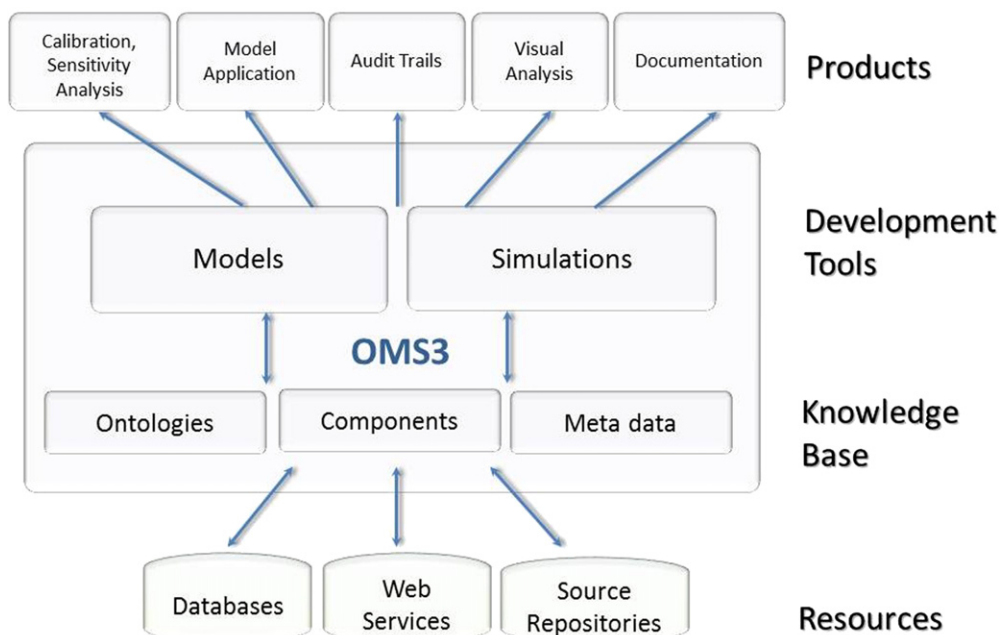 Calibration,
Sensitivity
Analysis
Model
Application
Audit Trails
Visual
Analysis
Documentation
Products
Models
Simulations
Development
Tools
OMS3
Ontologies
Components
Meta data
Knowledge
Base
Databases
Web
Services
Source
Repositories
Resources